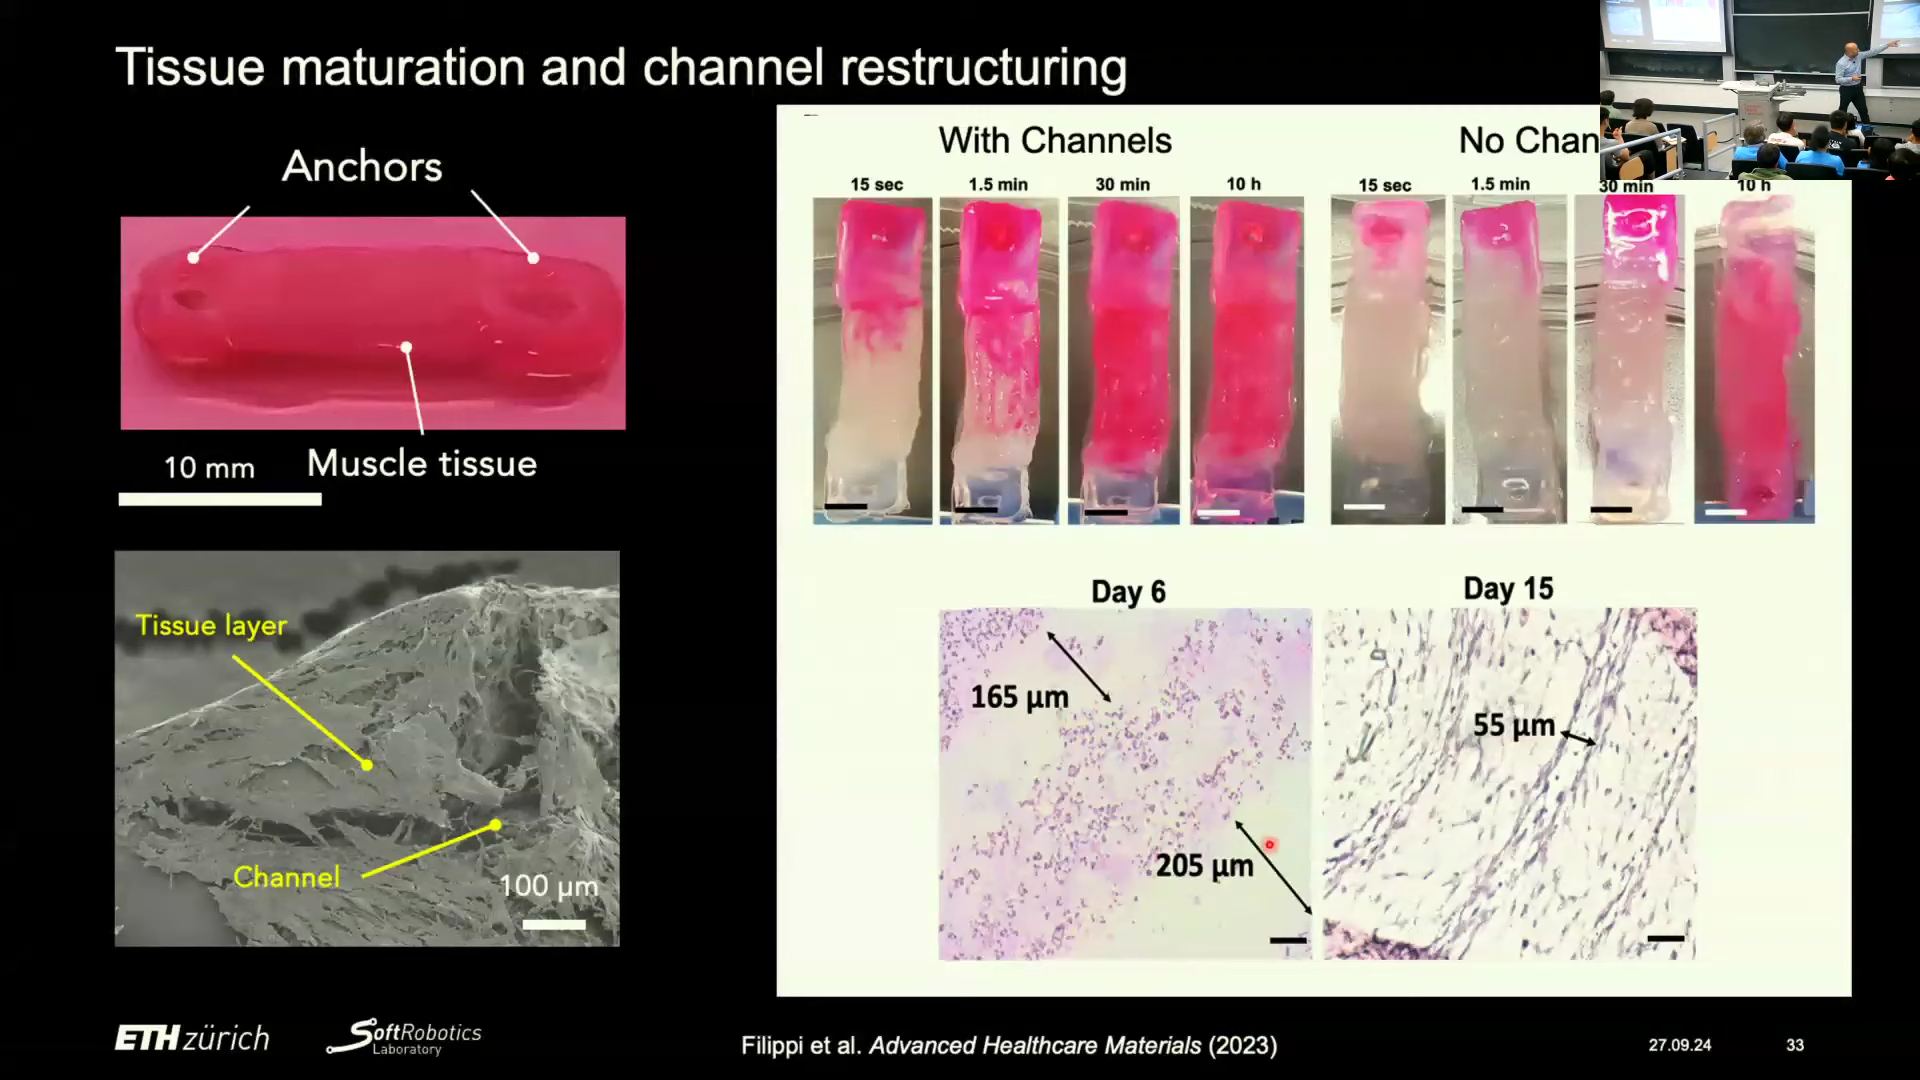 Tissue maturation and channel restructuring
Anchors
Muscle tissue
10 mm
Tissue layer
Channel
100 µm
With Channels
15 sec
1.5 min
30 min
10 h
No Chan
15 sec
1.5 min
30 min
10 h
Day 6
165 µm
205 µm
Day 15
55 µm
ETH zürich
SoftRobotics
Laboratory
Filippi et al. Advanced Healthcare Materials (2023)
27.09.24
33